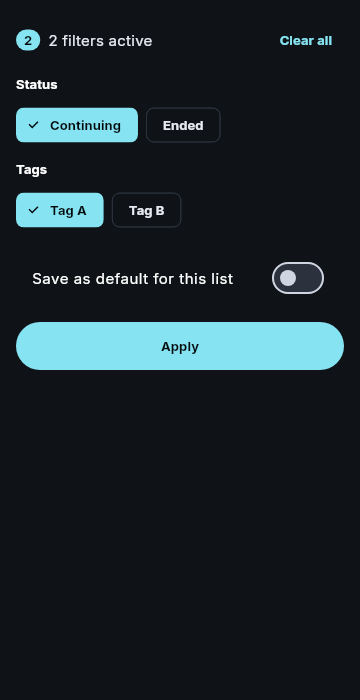 2 2 filters active Clear all
Status
Continuing Ended
Tags
Tag A Tag B
Save as default for this list
Apply